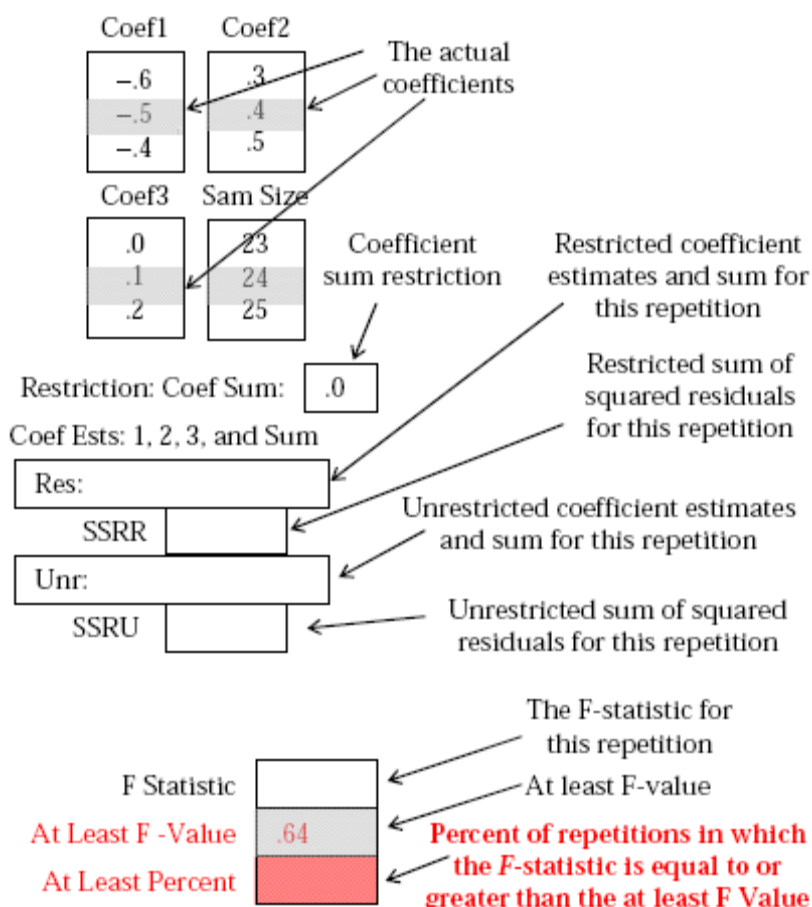 Coef1
Coef2
–.6
–.5
–.4
.3
.4
.5
The actual
coefficients
Coef3
Sam Size
.0
.1
.2
23
24
25
Coefficient
sum restriction
Restricted coefficient
estimates and sum for
this repetition
Restriction: Coef Sum:
.0
Restricted sum of
squared residuals
for this repetition
Coef Ests: 1, 2, 3, and Sum
Res:
SSRR
Unrestricted coefficient estimates
and sum for this repetition
Unr:
SSRU
Unrestricted sum of squared
residuals for this repetition
The F-statistic for
this repetition
F Statistic
At least F-value
At Least F -Value
.64
At Least Percent
Percent of repetitions in which
the F-statistic is equal to or
greater than the at least F Value